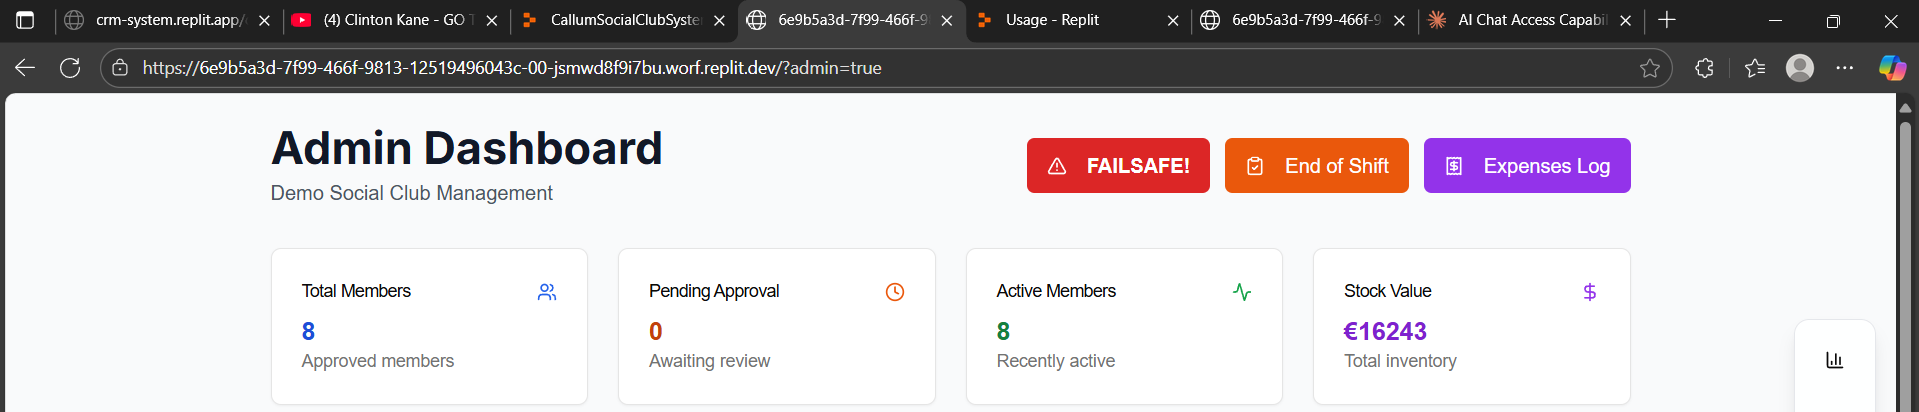 crm-system.replit.app/
(4) Clinton Kane - GO T
CallumSocialClubSyste
6e9b5a3d-7f99-466f-9
Usage - Replit
6e9b5a3d-7f99-466f-9
AI Chat Access Capabil
https://6e9b5a3d-7f99-466f-9813-12519496043c-00-jsmwd8f9i7bu.worf.replit.dev/?admin=true
Admin Dashboard
Demo Social Club Management
FAILSAFE!
End of Shift
Expenses Log
Total Members
8
Approved members
Pending Approval
0
Awaiting review
Active Members
8
Recently active
Stock Value
€16243
Total inventory